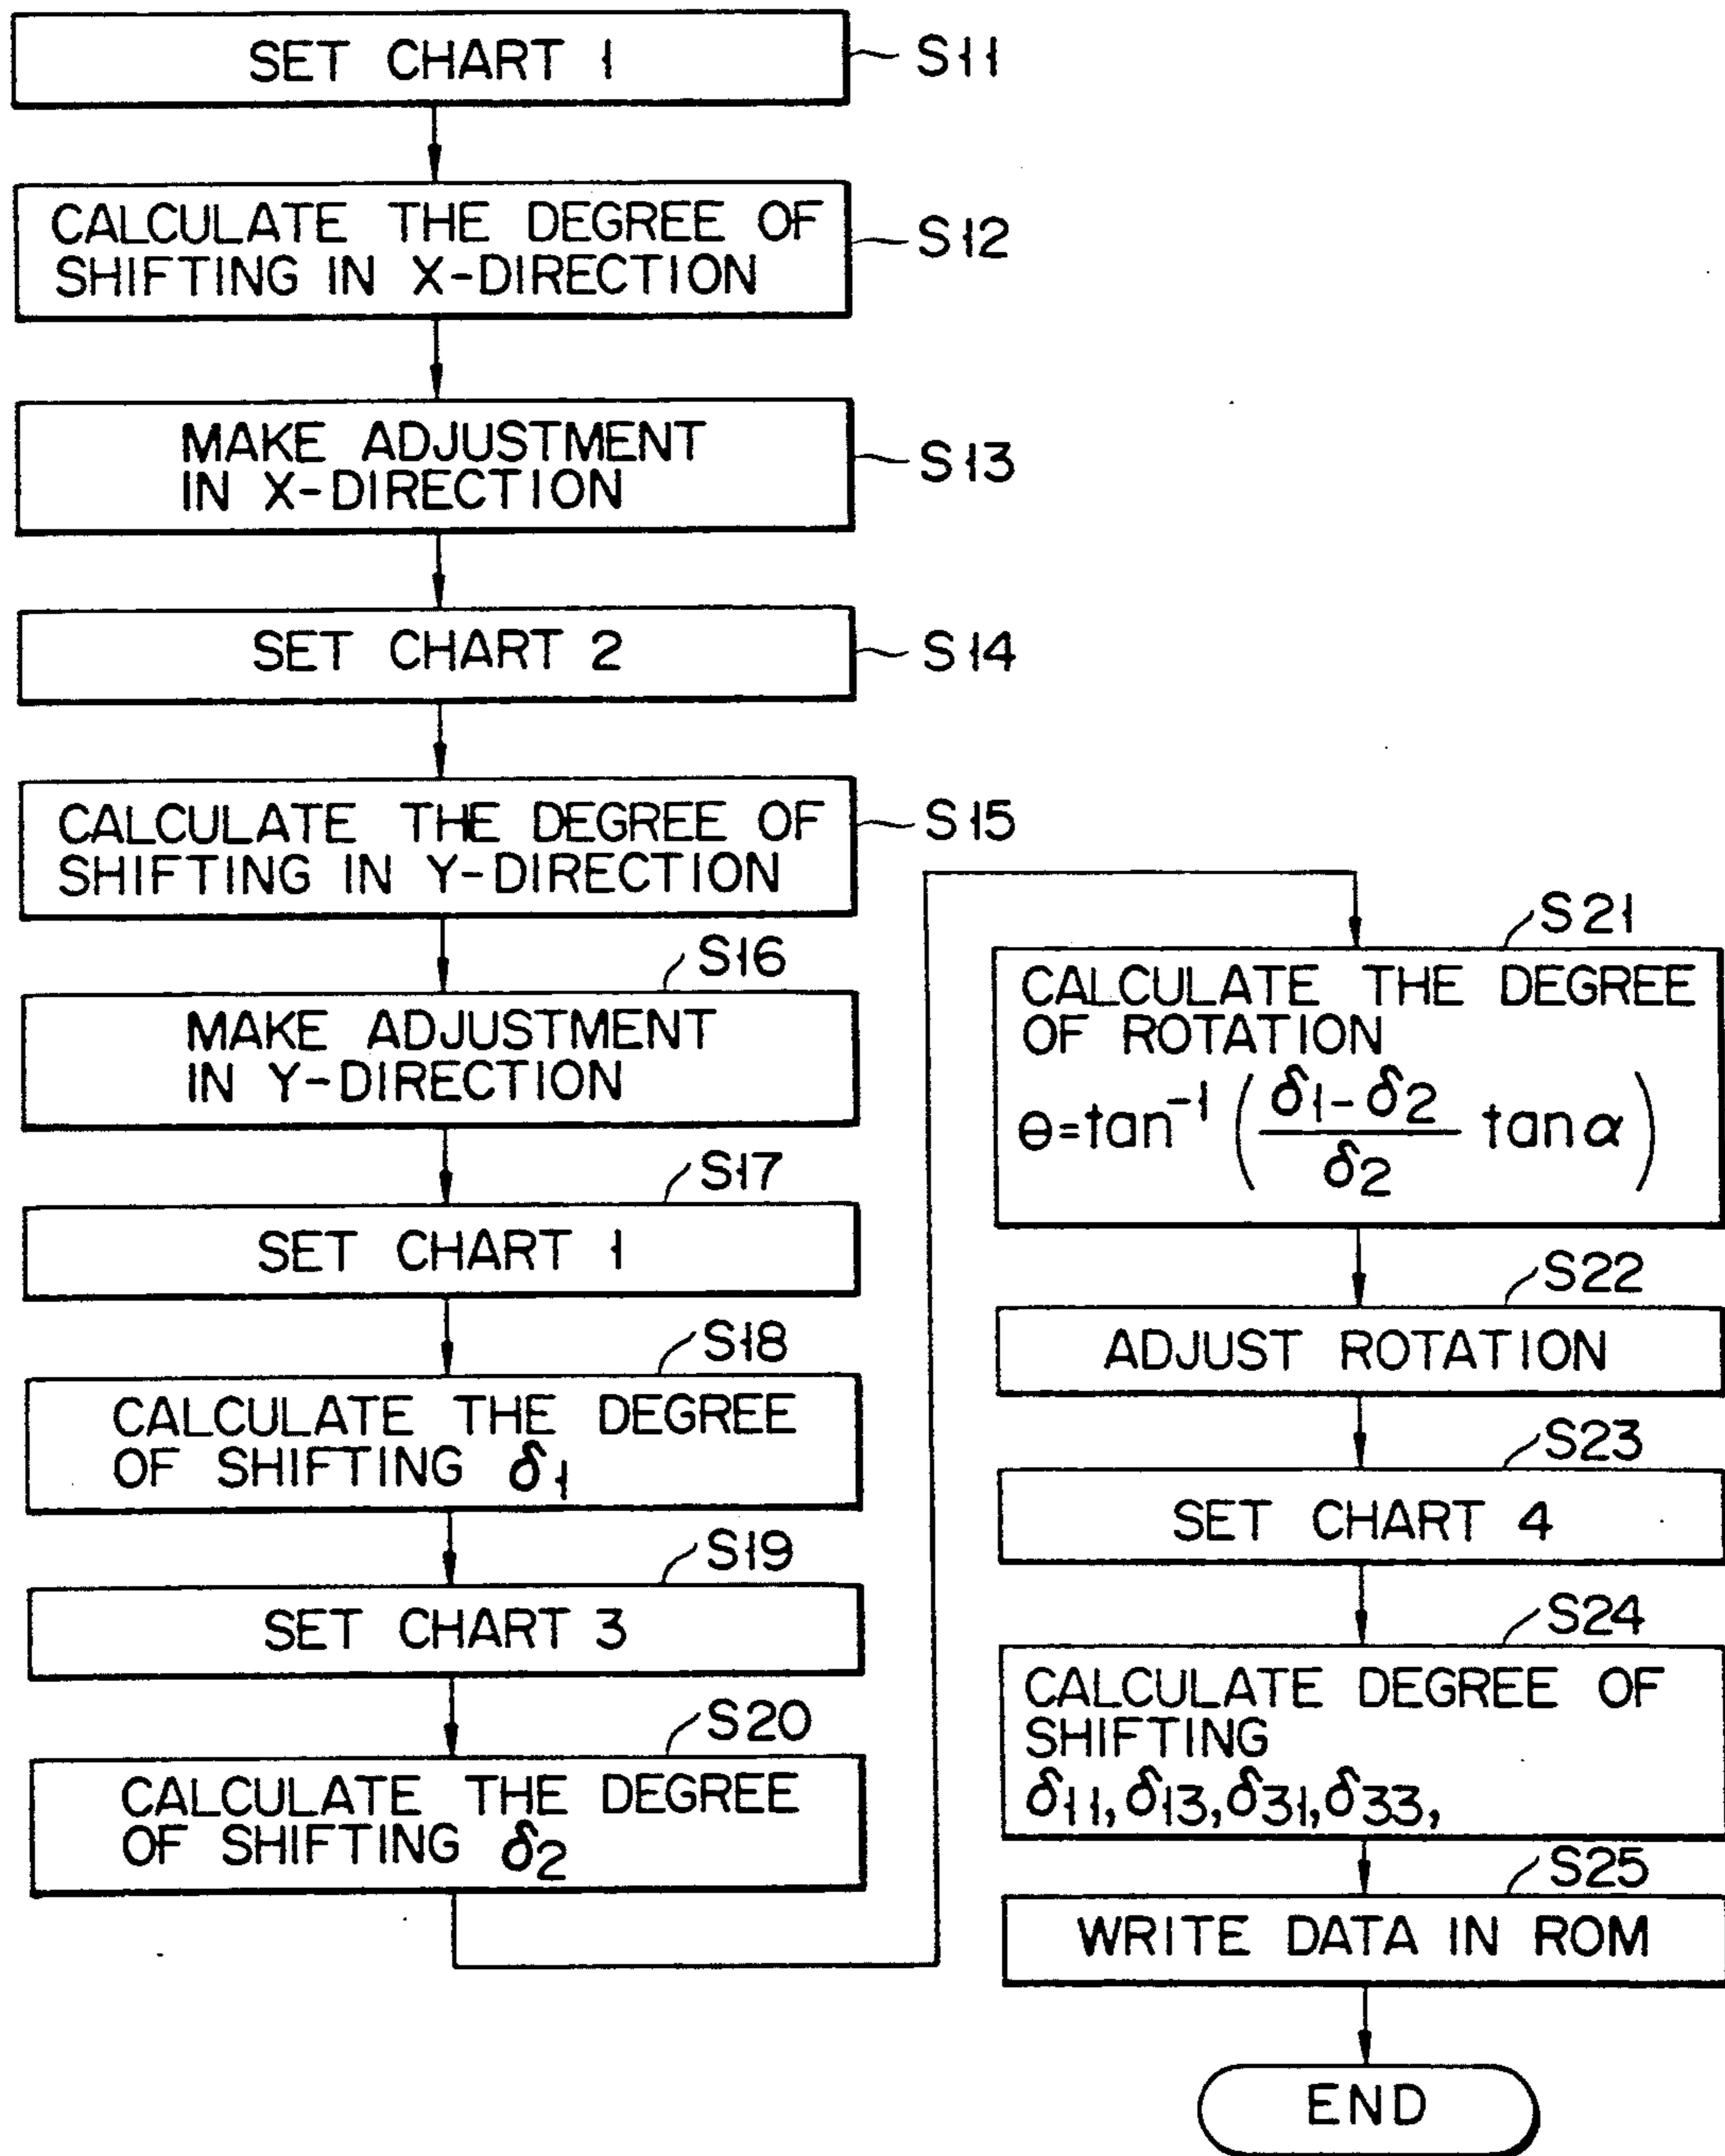 SET CHART 1
S11
CALCULATE THE DEGREE OF
SHIFTING IN X-DIRECTION
S12
MAKE ADJUSTMENT
IN X-DIRECTION
S13
SET CHART 2
S14
CALCULATE THE DEGREE OF
SHIFTING IN Y-DIRECTION
S15
S16
MAKE ADJUSTMENT
IN Y-DIRECTION
S17
SET CHART 1
S18
CALCULATE THE DEGREE
OF SHIFTING δ1
S19
SET CHART 3
S20
CALCULATE THE DEGREE
OF SHIFTING δ2
S21
CALCULATE THE DEGREE
OF ROTATION
θ=tan⁻¹(δ1-δ2/δ2 tanα)
S22
ADJUST ROTATION
S23
SET CHART 4
S24
CALCULATE DEGREE OF
SHIFTING
δ11,δ13,δ31,δ33,
S25
WRITE DATA IN ROM
END